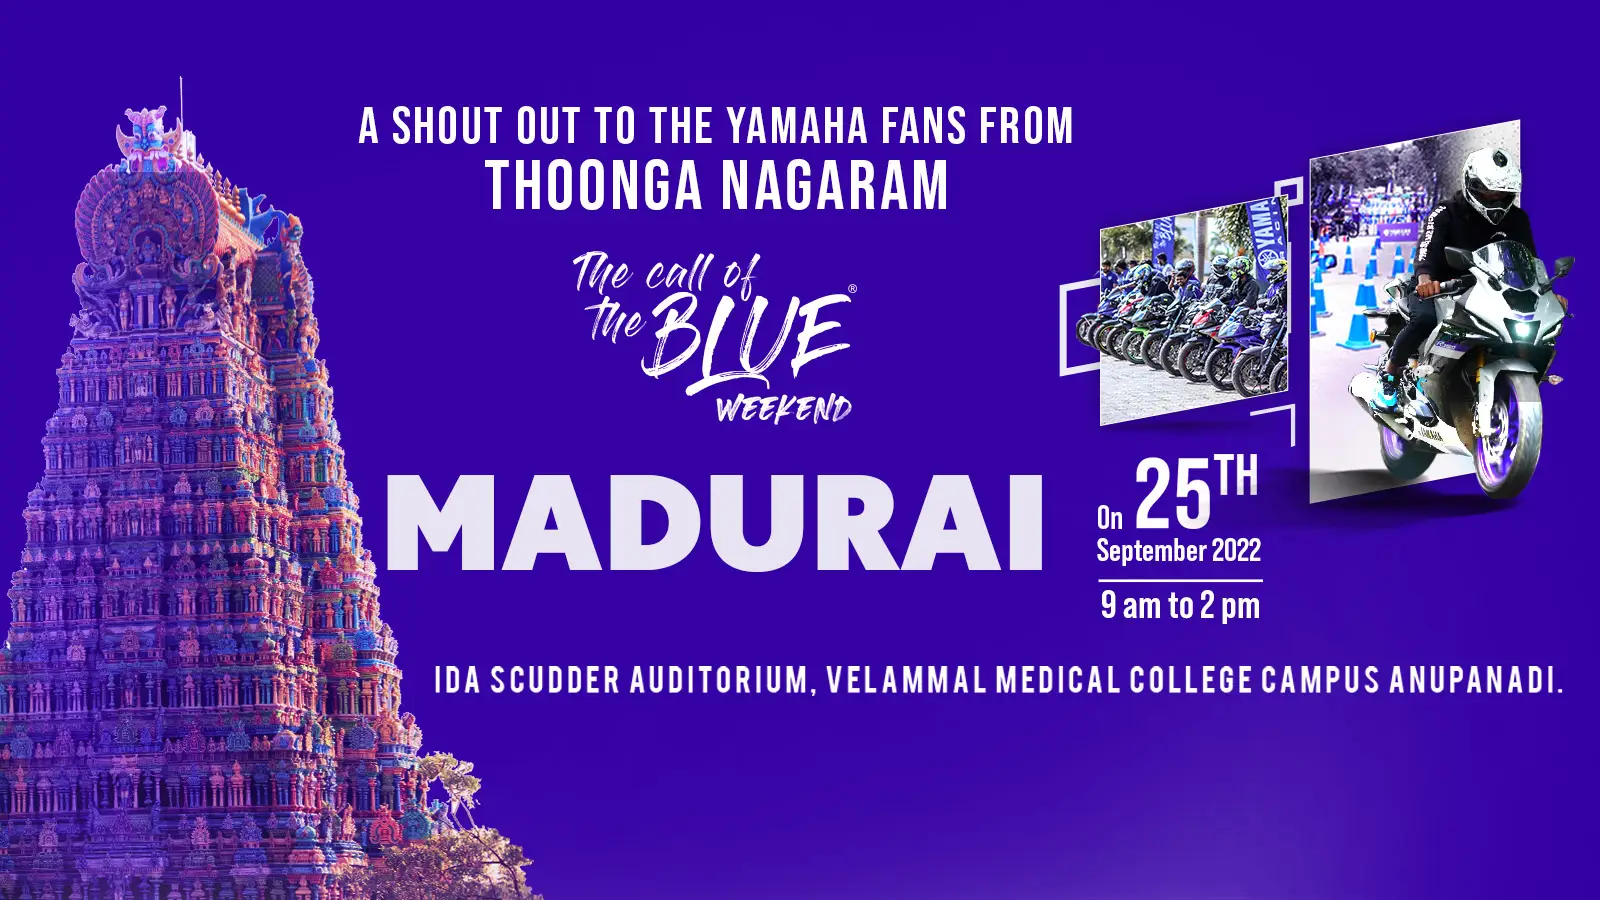 A SHOUT OUT TO THE YAMAHA FANS FROM
THOONGA NAGARAM
The call of
the BLUE®
WEEKEND
MADURAI
On 25TH
September 2022
9 am to 2 pm
IDA SCUDDER AUDITORIUM, VELAMMAL MEDICAL COLLEGE CAMPUS ANUPANADI.
YAMAHA